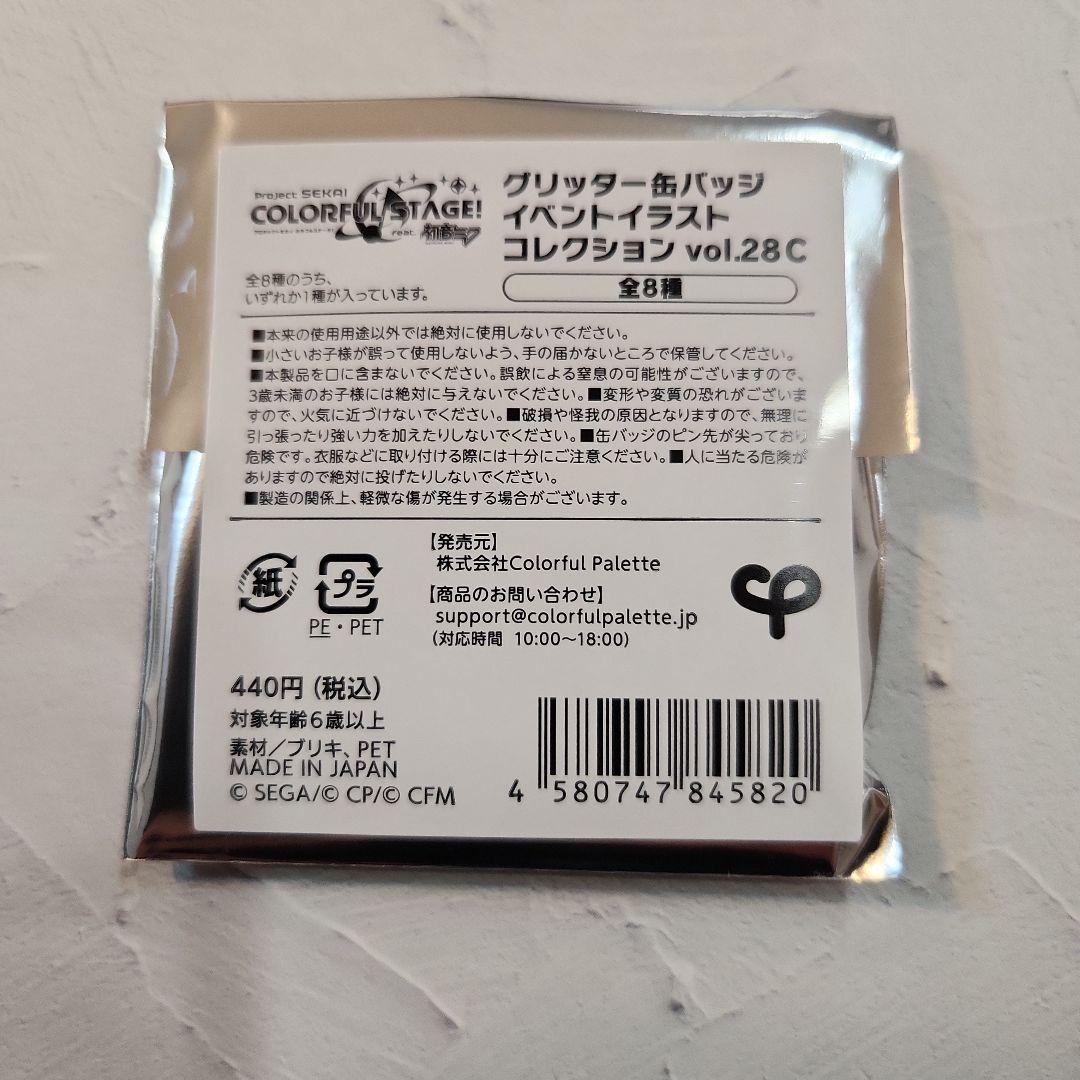 Project SEKAI
COLORFUL STAGE!
プロジェクトセカイ カラフルステージ!
feat. 初音ミク
グリッター缶バッジ
イベントイラスト
コレクション vol.28 C
全8種のうち、
いずれか1種が入っています。
全8種
■本来の使用用途以外では絶対に使用しないでください。
■小さいお子様が誤って使用しないよう、手の届かないところで保管してください。
■本製品を口に含まないでください。誤飲による窒息の可能性がございますので、
3歳未満のお子様には絶対に与えないでください。■変形や変質の恐れがございま
すので、火気に近づけないでください。■破損や怪我の原因となりますので、無理に
引っ張ったり強い力を加えたりしないでください。■缶バッジのピン先が尖っており
危険です。衣服などに取り付ける際には十分にご注意ください。■人に当たる危険が
ありますので絶対に投げたりしないでください。
■製造の関係上、軽微な傷が発生する場合がございます。
紙
プラ
PE・PET
【発売元】
株式会社Colorful Palette
【商品のお問い合わせ】
support@colorfulpalette.jp
(対応時間 10:00～18:00)
440円(税込)
対象年齢6歳以上
素材/ブリキ、PET
MADE IN JAPAN
© SEGA/© CP/© CFM
4 580747 845820